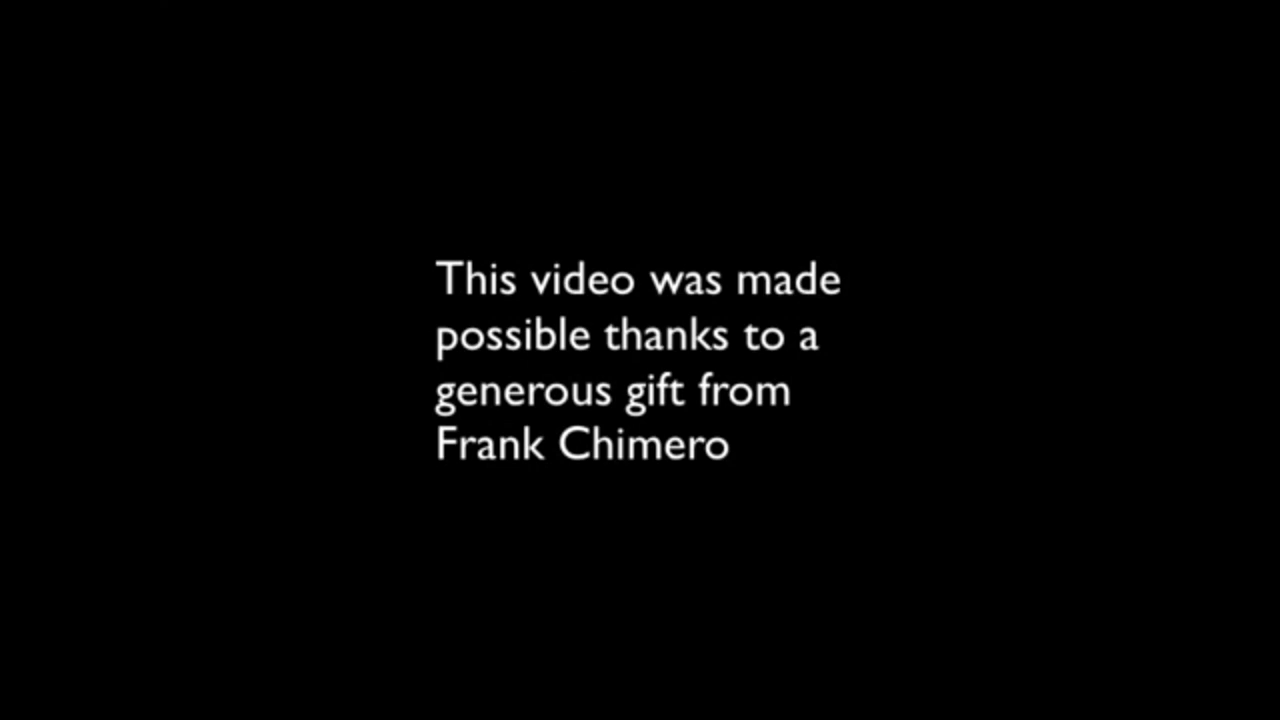 This video was made
possible thanks to a
generous gift from
Frank Chimero